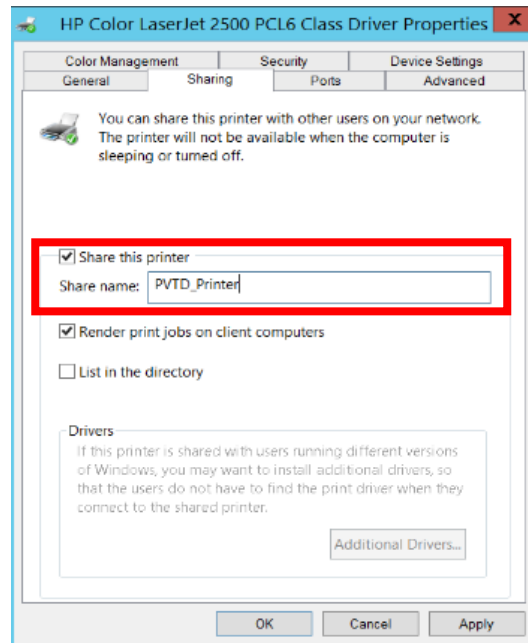 HP Color LaserJet 2500 PCL6 Class Driver Properties X
Color Management Security Device Settings
General Sharing Ports Advanced
You can share this printer with other users on your network.
The printer will not be available when the computer is
sleeping or turned off.
Share this printer
Share name: PVTD_Printer
Render print jobs on client computers
List in the directory
Drivers
If this printer is shared with users running different versions
of Windows, you may want to install additional drivers, so
that the users do not have to find the print driver when they
connect to the shared printer.
Additional Drivers...
OK Cancel Apply